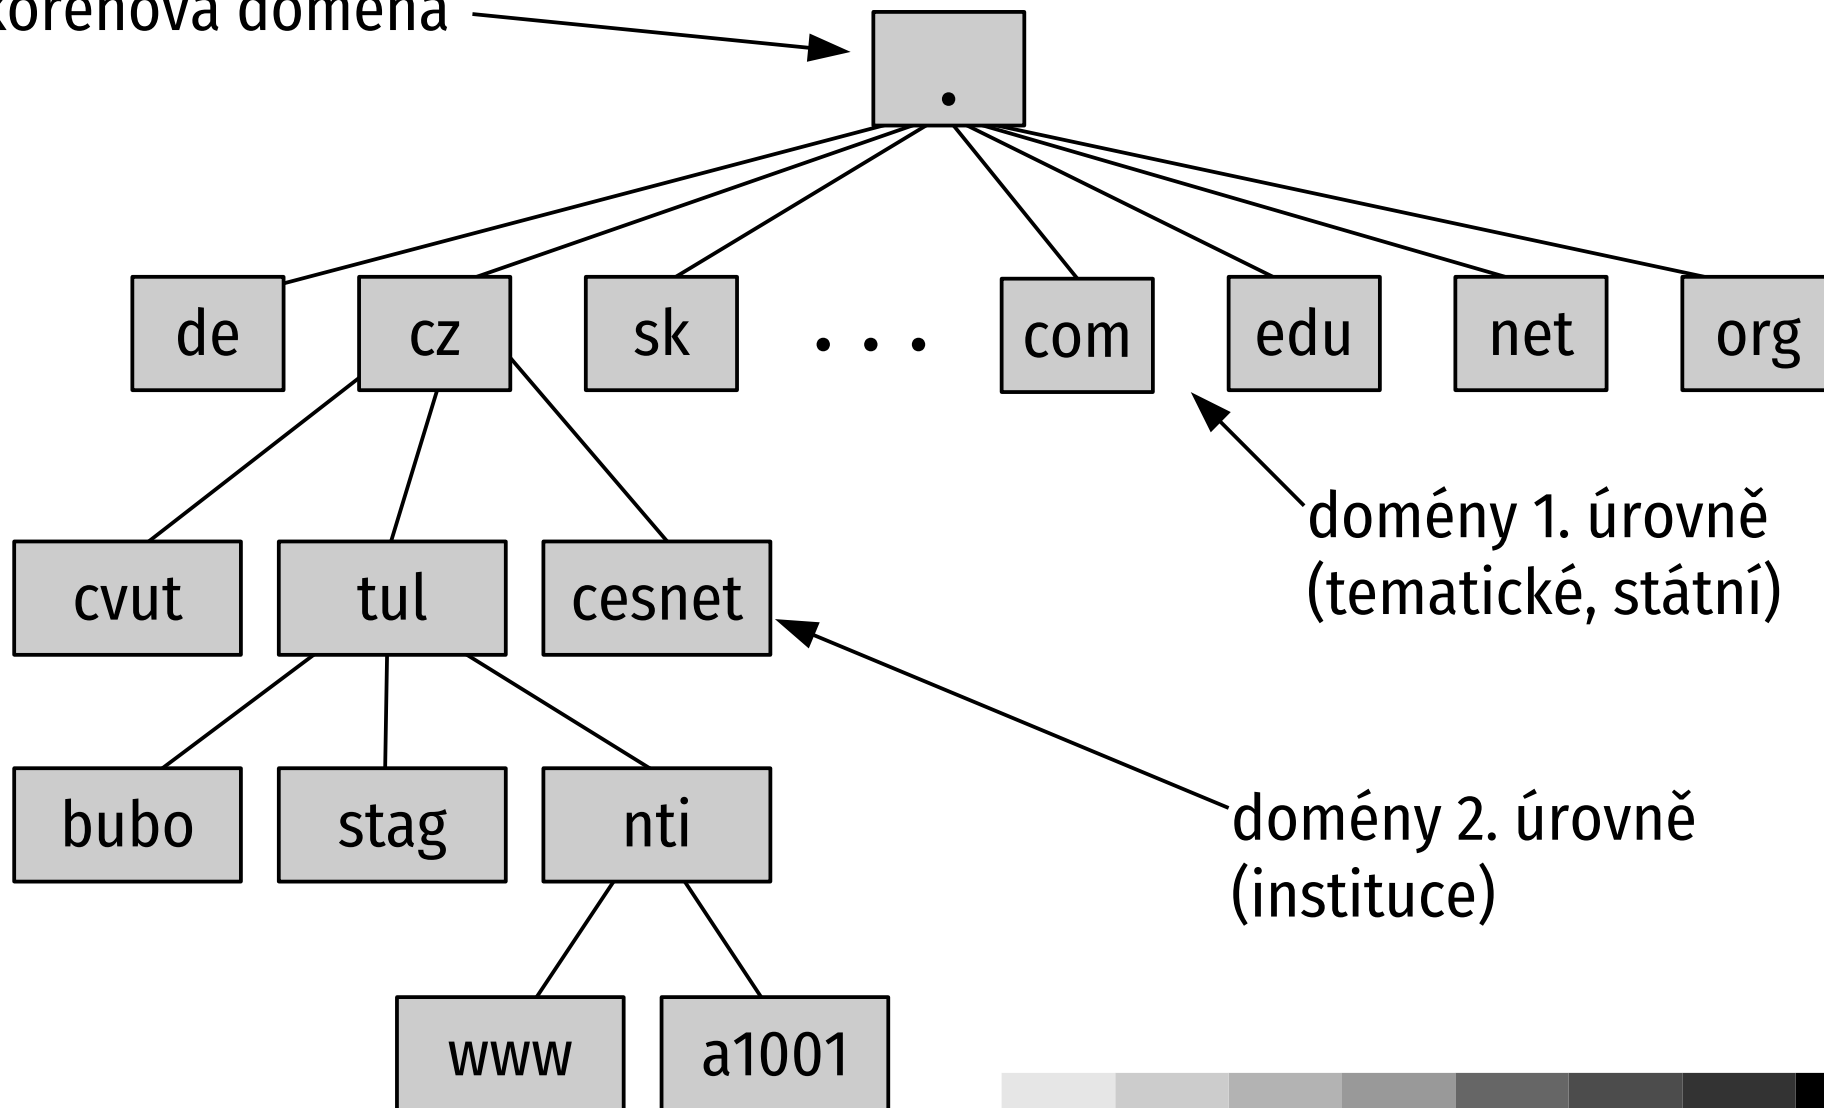 kořenová doména
.
de cz sk . . . com edu net org
domény 1. úrovně
(tematické, státní)
cvut tul cesnet
bubo stag nti
domény 2. úrovně
(instituce)
www a1001